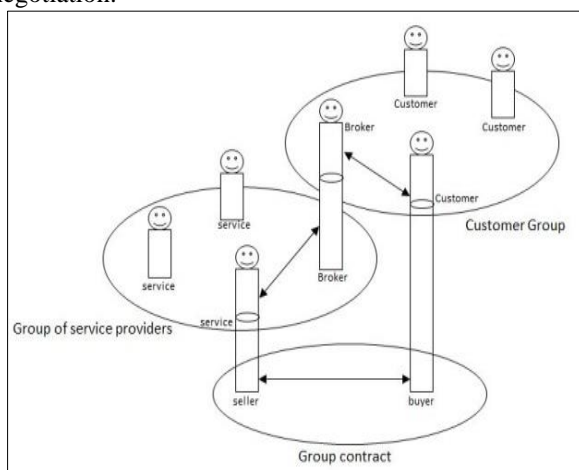 negotiation.
Customer
Customer
Broker
Customer
Customer Group
service
service
Broker
Group of service providers
service
seller
buyer
Group contract